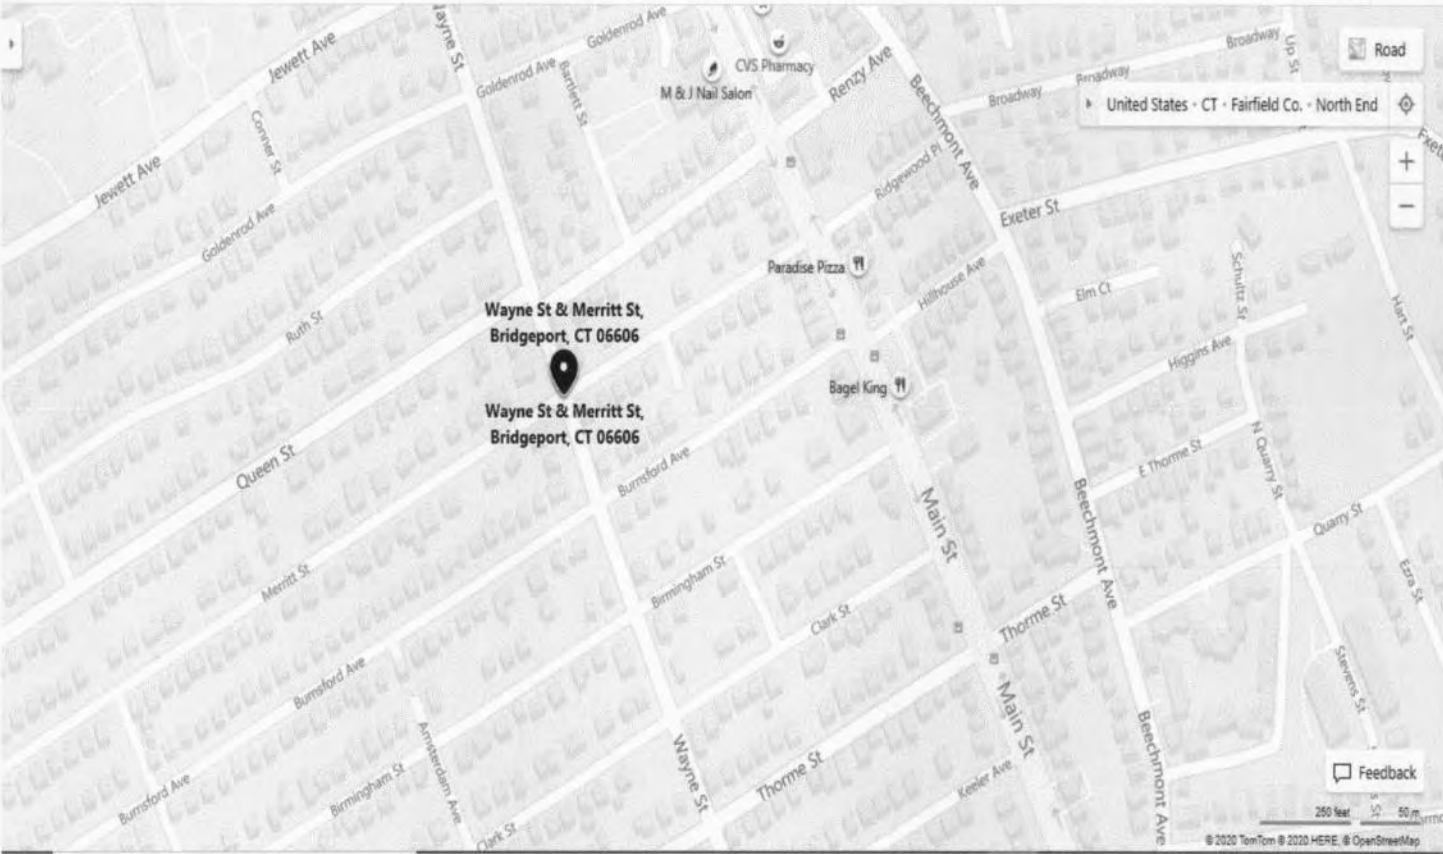 Jewett Ave
Wayne St
Goldenrod Ave
Goldenrod Ave
Bartlett St
CVS Pharmacy
M & J Nail Salon
Renzy Ave
Beechmont Ave
Broadway
Broadway
Broadway
Up St
Road
United States · CT · Fairfield Co. · North End
Conner St
Jewett Ave
Goldenrod Ave
Ridgewood Pl
Exeter St
+
−
Paradise Pizza
Hillhouse Ave
Elm Ct
Schultz St
Hart St
Ruth St
Wayne St & Merritt St,
Bridgeport, CT 06606
Wayne St & Merritt St,
Bridgeport, CT 06606
Bagel King
Higgins Ave
Queen St
Burnsford Ave
E Thorme St
N Quarry St
Main St
Beechmont Ave
Quarry St
Merritt St
Birmingham St
Clark St
Thorme St
Ezra St
Burnsford Ave
Main St
Stevens St
Amsterdam Ave
Wayne St
Thorme St
Keeler Ave
Beechmont Ave
Burnsford Ave
Birmingham St
Clark St
Feedback
250 feet
50 m
© 2020 TomTom © 2020 HERE, © OpenStreetMap